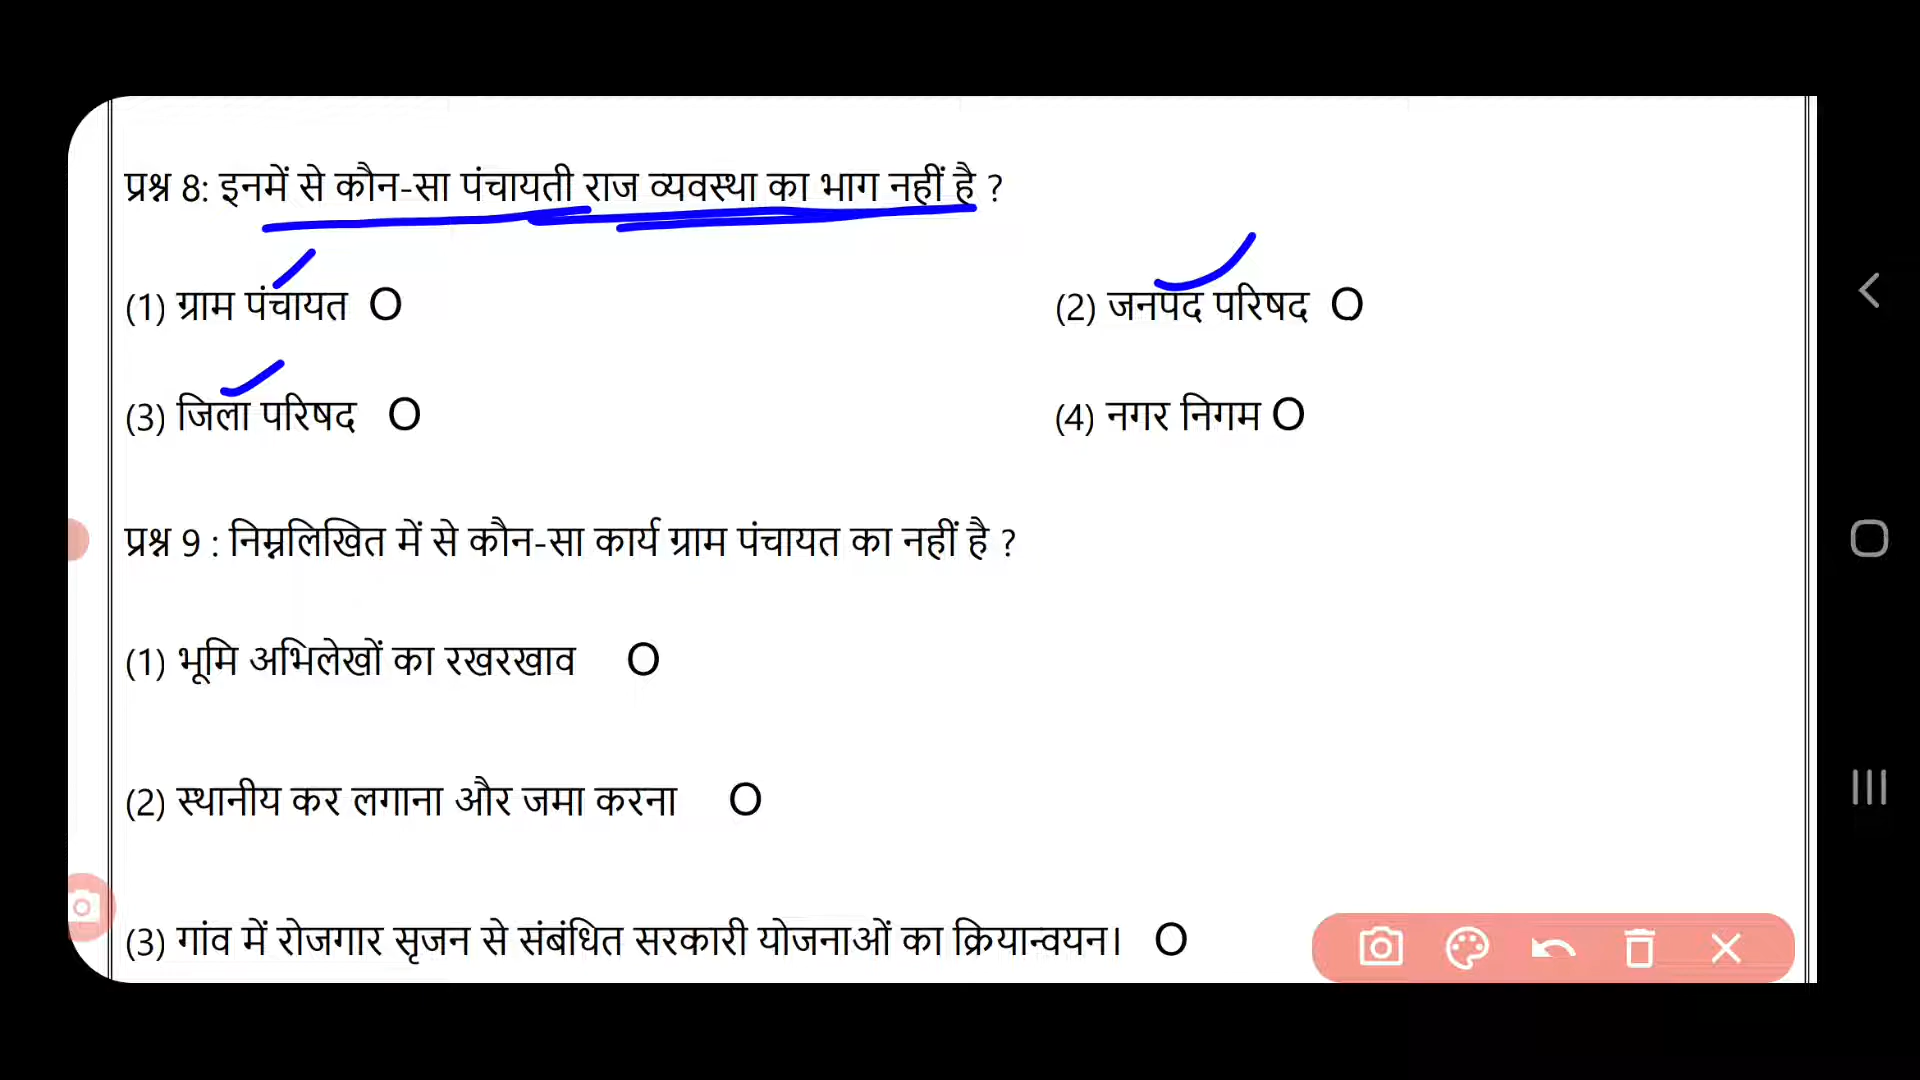 प्रश्न 8: इनमें से कौन-सा पंचायती राज व्यवस्था का भाग नहीं है ?
(1) ग्राम पंचायत O (2) जनपद परिषद O
(3) जिला परिषद O (4) नगर निगम O
प्रश्न 9 : निम्नलिखित में से कौन-सा कार्य ग्राम पंचायत का नहीं है ?
(1) भूमि अभिलेखों का रखरखाव O
(2) स्थानीय कर लगाना और जमा करना O
(3) गांव में रोजगार सृजन से संबंधित सरकारी योजनाओं का क्रियान्वयन। O